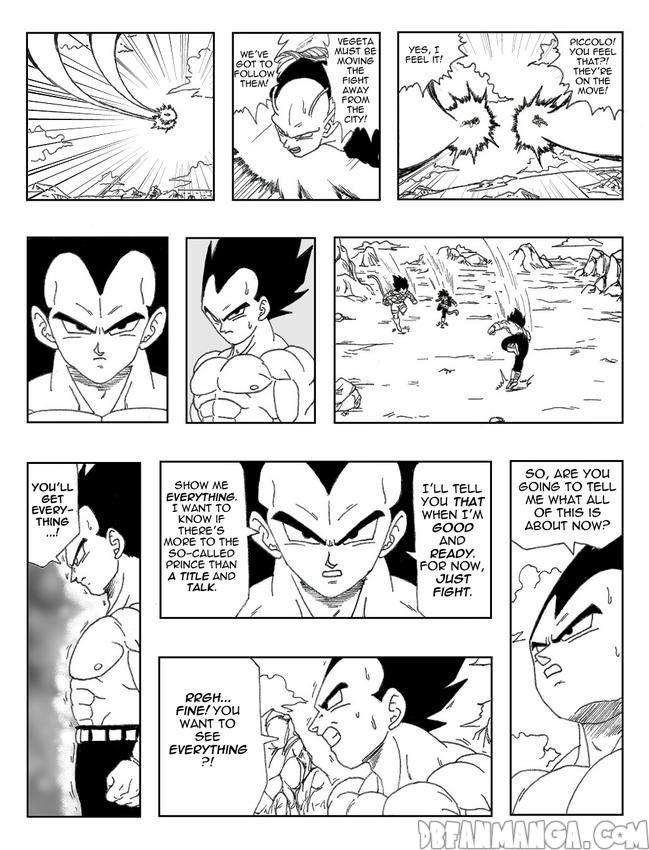 PICCOLO!
YOU FEEL
THAT?!
THEY'RE
ON THE
MOVE!
YES, I
FEEL IT!
VEGETA
MUST BE
MOVING
THE
FIGHT
AWAY
FROM
THE
CITY!
WE'VE
GOT TO
FOLLOW
THEM!
SO, ARE YOU
GOING TO TELL
ME WHAT ALL
OF THIS IS
ABOUT NOW?
I'LL TELL
YOU THAT
WHEN I'M
GOOD
AND
READY.
FOR NOW,
JUST
FIGHT.
SHOW ME
EVERYTHING.
I WANT TO
KNOW IF
THERE'S
MORE TO THE
SO-CALLED
PRINCE THAN
A TITLE AND
TALK.
RRGH...
FINE! YOU
WANT TO
SEE
EVERYTHING
?!
YOU'LL
GET
EVERY-
THING
...!
DBFANMANGA.COM